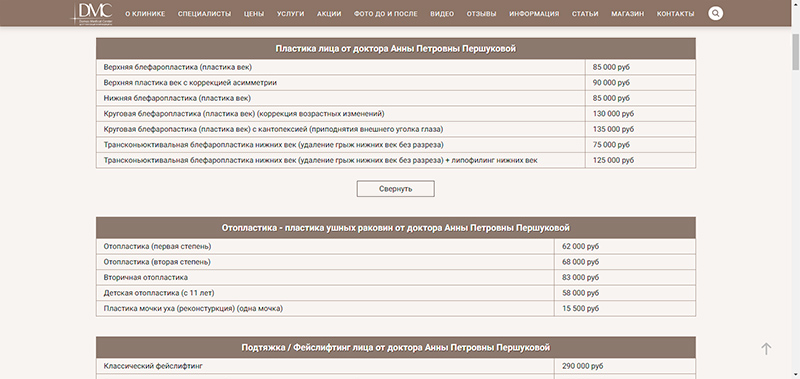 DMC
О КЛИНИКЕ СПЕЦИАЛИСТЫ ЦЕНЫ УСЛУГИ АКЦИИ ФОТО ДО И ПОСЛЕ ВИДЕО ОТЗЫВЫ ИНФОРМАЦИЯ СТАТЬИ МАГАЗИН КОНТАКТЫ
Пластика лица от доктора Анны Петровны Першуковой
Верхняя блефаропластика (пластика век) 85 000 руб
Верхняя пластика век с коррекцией асимметрии 90 000 руб
Нижняя блефаропластика (пластика век) 85 000 руб
Круговая блефаропластика (пластика век) (коррекция возрастных изменений) 130 000 руб
Круговая блефаропастика (пластика век) с кантопексией (приподнятия внешнего уголка глаза) 135 000 руб
Трансконьюктивальная блефаропластика нижних век (удаление грыж нижних век без разреза) 75 000 руб
Трансконьюктивальная блефаропластика нижних век (удаление грыж нижних век без разреза) + липофилинг нижних век 125 000 руб
Свернуть
Отопластика - пластика ушных раковин от доктора Анны Петровны Першуковой
Отопластика (первая степень) 62 000 руб
Отопластика (вторая степень) 68 000 руб
Вторичная отопластика 83 000 руб
Детская отопластика (с 11 лет) 58 000 руб
Пластика мочки уха (реконстуркция) (одна мочка) 15 500 руб
Подтяжка / Фейслифтинг лица от доктора Анны Петровны Першуковой
Классический фейслифтинг 290 000 руб